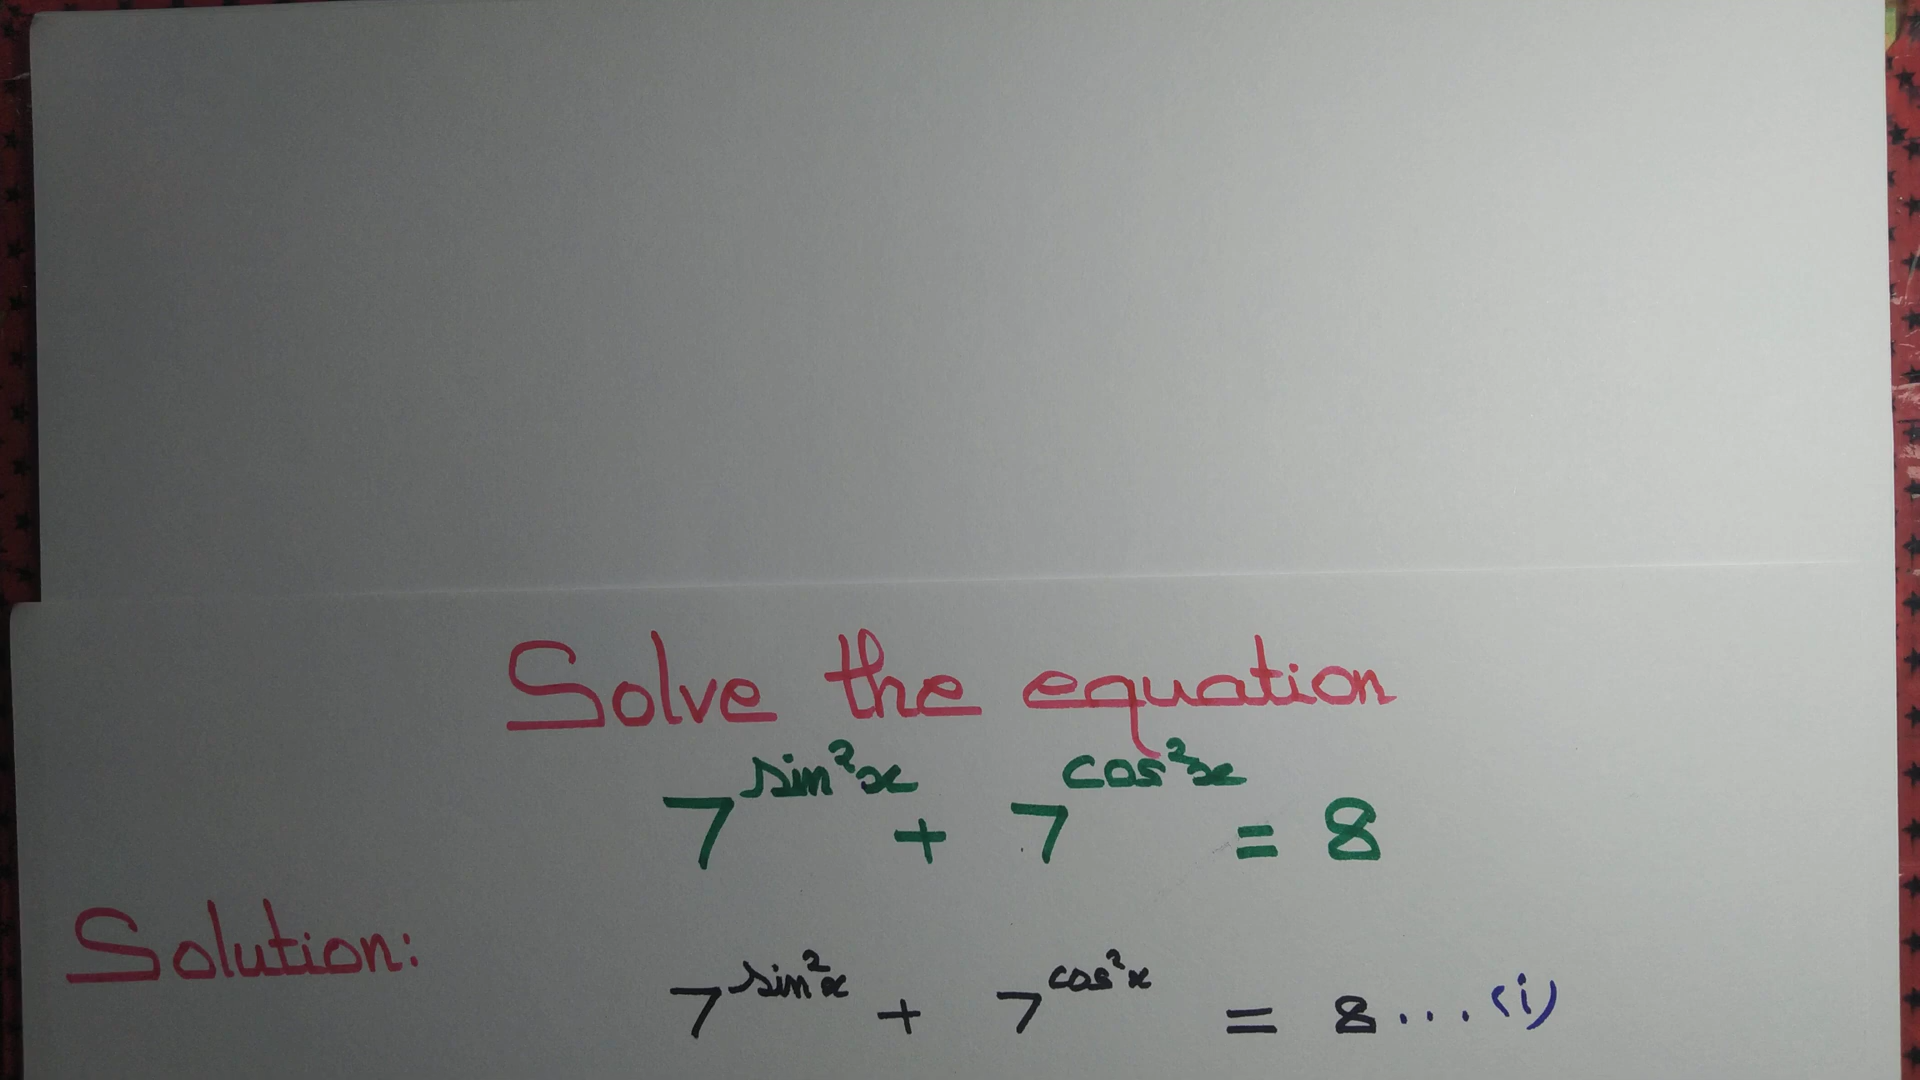 Solve the equation
7^sin²x + 7^cos²x = 8
Solution:
7^sin²x + 7^cos²x = 8 ... (i)